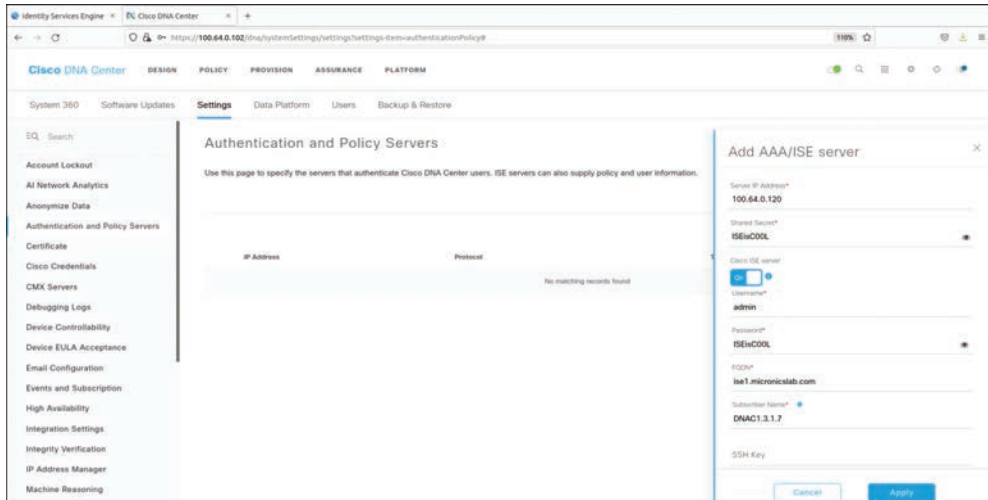 Identity Services Engine × Cisco DNA Center × +
https://100.64.0.102/dna/systemSettings/settings?settings-item=authenticationPolicy# 110%
Cisco DNA Center DESIGN POLICY PROVISION ASSURANCE PLATFORM
System 360 Software Updates Settings Data Platform Users Backup & Restore
EQ Search
Account Lockout
AI Network Analytics
Anonymize Data
Authentication and Policy Servers
Certificate
Cisco Credentials
CMX Servers
Debugging Logs
Device Controllability
Device EULA Acceptance
Email Configuration
Events and Subscription
High Availability
Integration Settings
Integrity Verification
IP Address Manager
Machine Reasoning
Authentication and Policy Servers
Use this page to specify the servers that authenticate Cisco DNA Center users. ISE servers can also supply policy and user information.
IP Address Protocol T
No matching records found
Add AAA/ISE server ×
Server IP Address*
100.64.0.120
Shared Secret*
ISEisC00L
Cisco ISE server
On
Username*
admin
Password*
ISEisC00L
FQDN*
ise1.micronicslab.com
Subscriber Name*
DNAC1.3.1.7
SSH Key
Cancel Apply